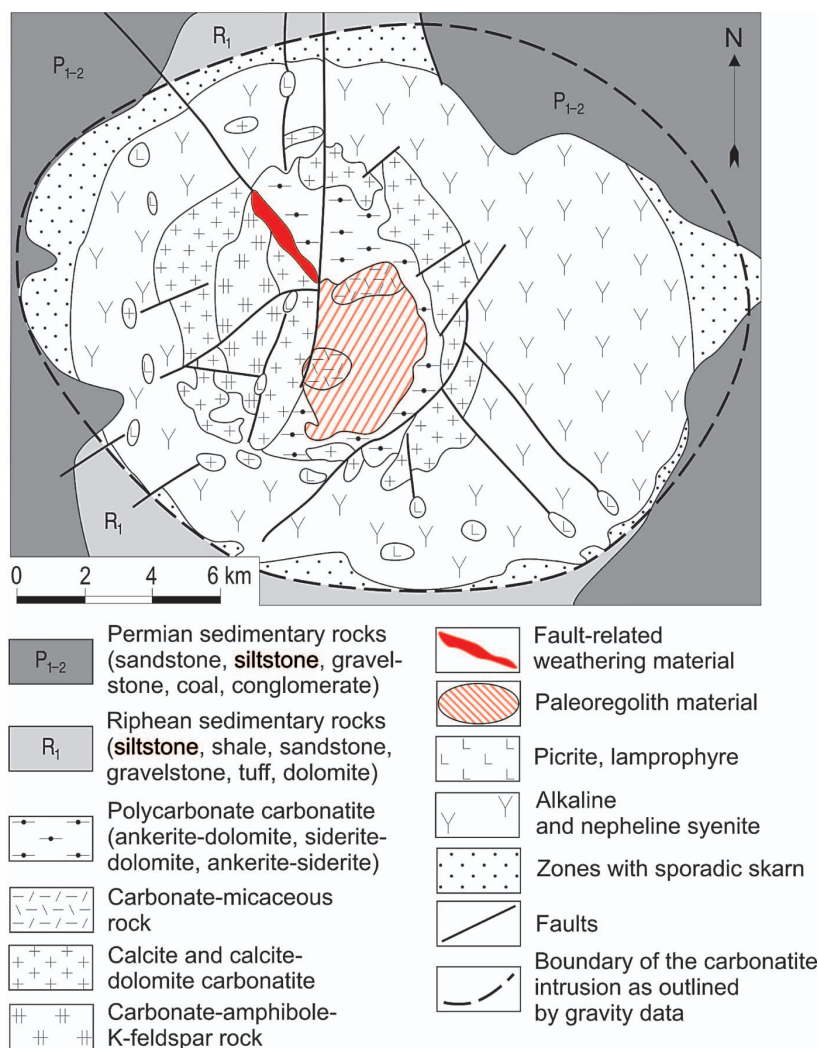 R1
P1–2
N
P1–2
R1
0 2 4 6 km
P1–2
Permian sedimentary rocks
(sandstone, siltstone, gravel-
stone, coal, conglomerate)
R1
Riphean sedimentary rocks
(siltstone, shale, sandstone,
gravelstone, tuff, dolomite)
Polycarbonate carbonatite
(ankerite-dolomite, siderite-
dolomite, ankerite-siderite)
Carbonate-micaceous
rock
Calcite and calcite-
dolomite carbonatite
Carbonate-amphibole-
K-feldspar rock
Fault-related
weathering material
Paleoregolith material
Picrite, lamprophyre
Alkaline
and nepheline syenite
Zones with sporadic skarn
Faults
Boundary of the carbonatite
intrusion as outlined
by gravity data